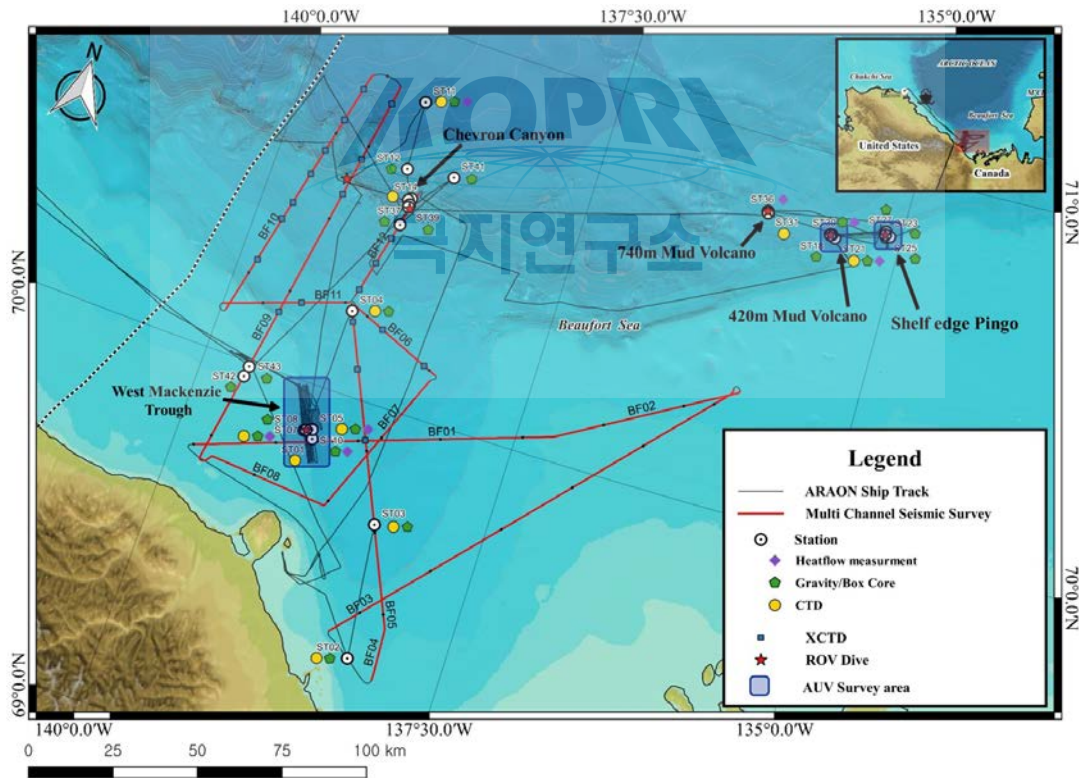 140°0.0'W
137°30.0'W
135°0.0'W
N
KOPRI
극지연구소
ARCTIC OCEAN
Chukchi Sea
Beaufort Sea
United States
Canada
ST11
Chevron Canyon
ST12
ST41
ST37
ST39
BF10
BF12
ST36
ST31
740m Mud Volcano
ST21
ST25
71°0.0'N
70°0.0'N
BF11
ST04
BF06
Beaufort Sea
420m Mud Volcano
Shelf edge Pingo
BF09
ST43
ST42
West Mackenzie
Trough
ST05
ST10
ST01
BF07
BF01
BF02
BF08
ST03
BF03
BF05
BF04
ST02
Legend
ARAON Ship Track
Multi Channel Seismic Survey
Station
Heatflow measurment
Gravity/Box Core
CTD
XCTD
ROV Dive
AUV Survey area
70°0.0'N
69°0.0'N
140°0.0'W
137°30.0'W
135°0.0'W
0 25 50 75 100 km